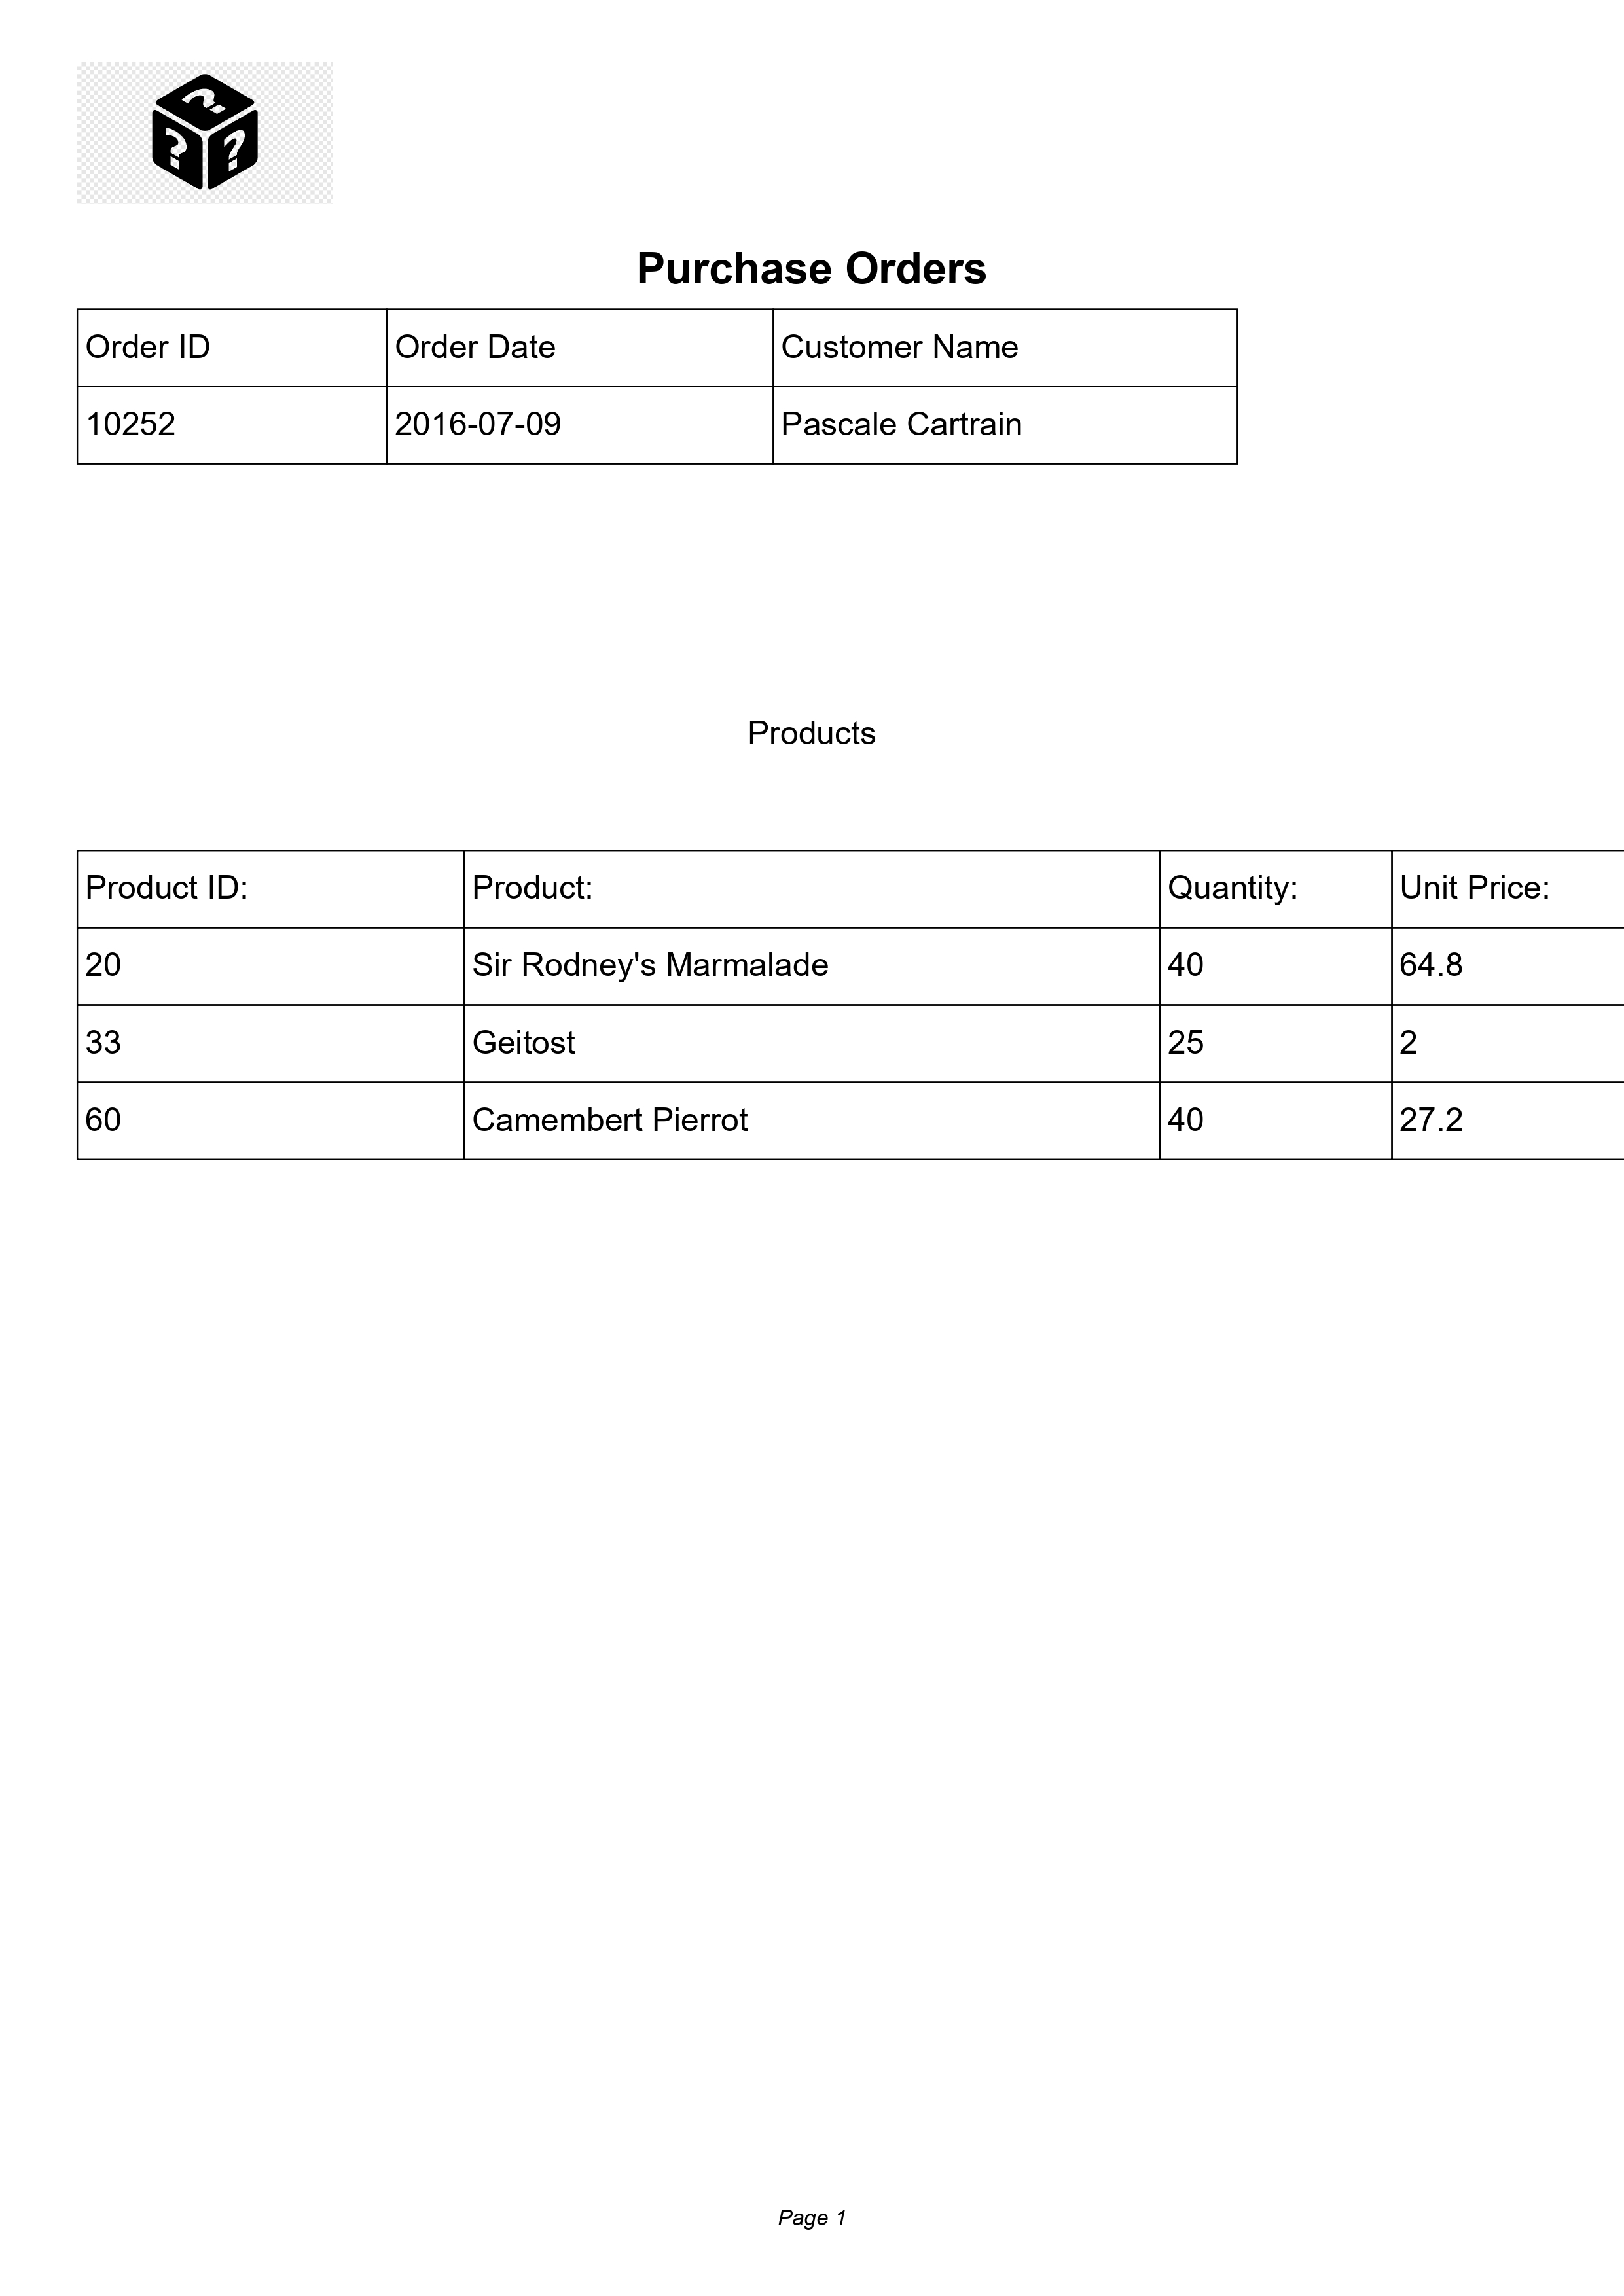 Purchase Orders
Order ID Order Date Customer Name
10252 2016-07-09 Pascale Cartrain
Products
Product ID: Product: Quantity: Unit Price:
20 Sir Rodney's Marmalade 40 64.8
33 Geitost 25 2
60 Camembert Pierrot 40 27.2
Page 1